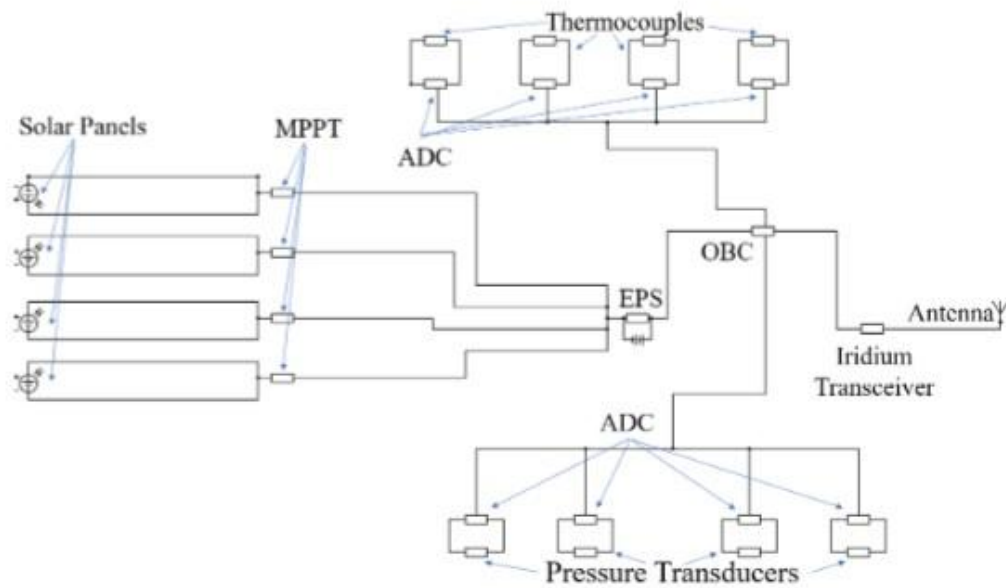 Thermocouples
Solar Panels
MPPT
ADC
OBC
EPS
Antenna
Iridium
Transceiver
ADC
Pressure Transducers